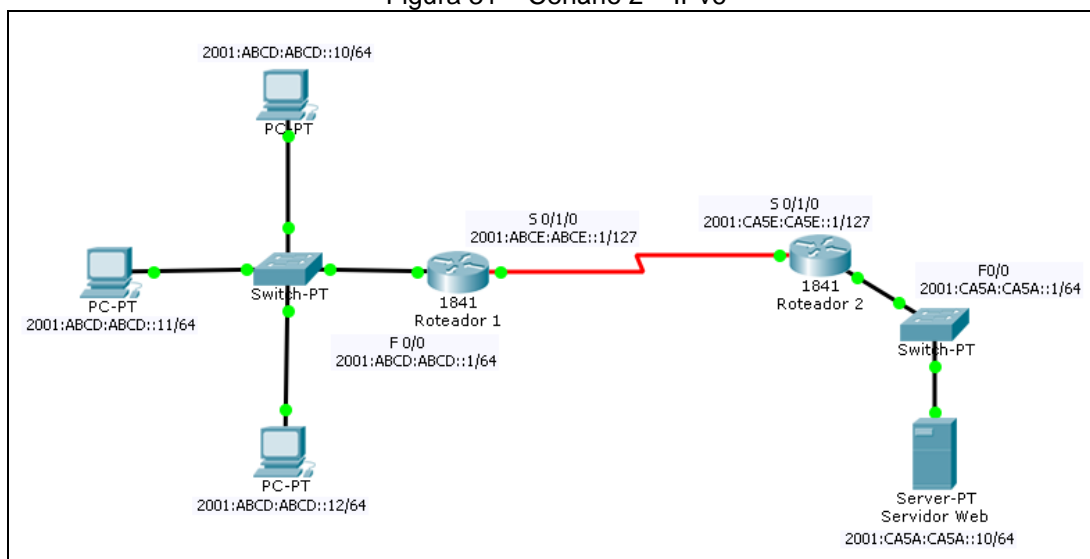 2001:ABCD:ABCD::10/64
PC-PT
S 0/1/0
2001:CA5E:CA5E::1/127
S 0/1/0
2001:ABCE:ABCE::1/127
F0/0
2001:CA5A:CA5A::1/64
PC-PT
2001:ABCD:ABCD::11/64
Switch-PT
1841
Roteador 1
1841
Roteador 2
F 0/0
2001:ABCD:ABCD::1/64
Switch-PT
PC-PT
2001:ABCD:ABCD::12/64
Server-PT
Servidor Web
2001:CA5A:CA5A::10/64